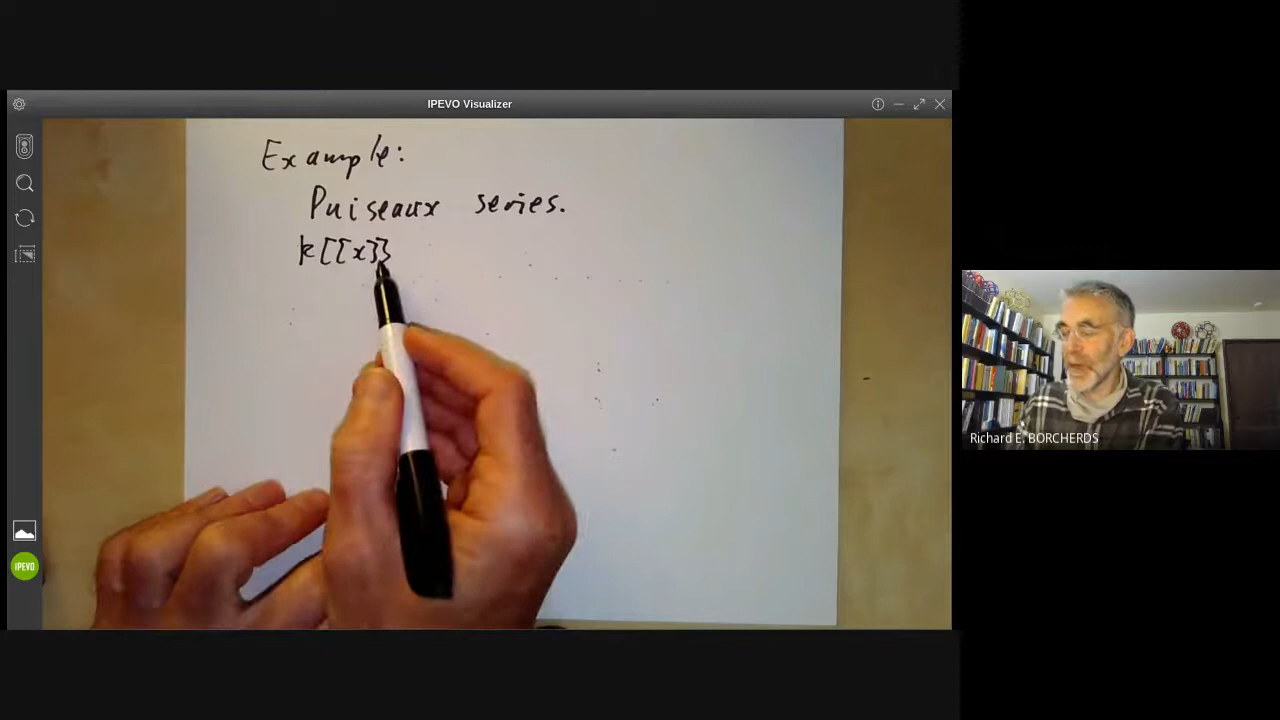 IPEVO Visualizer
Example:
Puiseaux series.
k[[x]]
Richard E. BORCHERDS
IPEVO